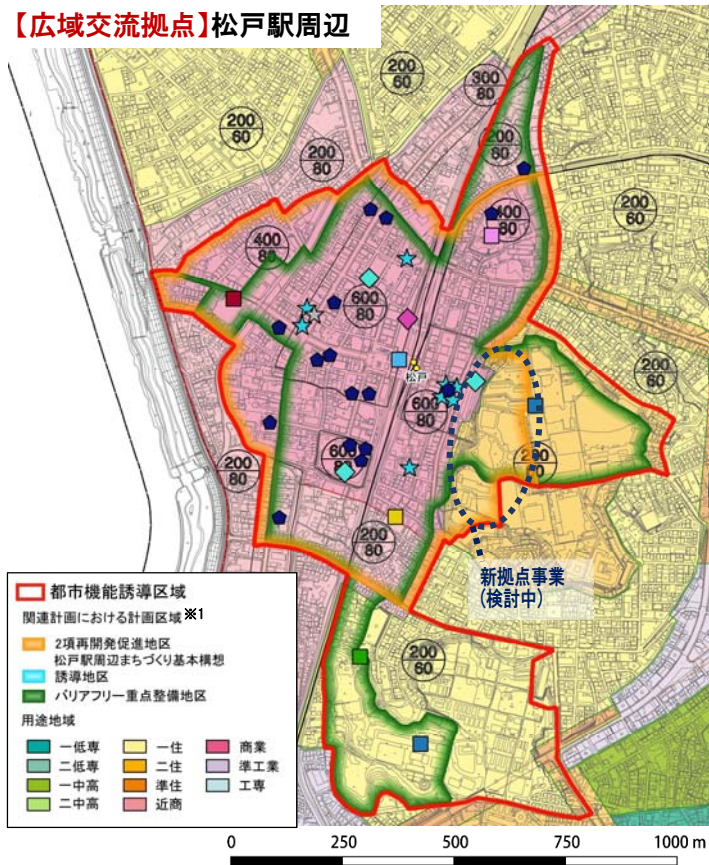 【広域交流拠点】松戸駅周辺
200
60
300
80
200
60
200
80
200
80
200
60
400
80
400
80
600
80
松戸
200
60
600
80
600
80
200
80
200
80
新拠点事業
(検討中)
200
60
都市機能誘導区域
関連計画における計画区域※1
2項再開発促進地区
松戸駅周辺まちづくり基本構想
誘導地区
バリアフリー重点整備地区
用途地域
一低専 一住 商業
二低専 二住 準工業
一中高 準住 工専
二中高 近商
0 250 500 750 1000 m